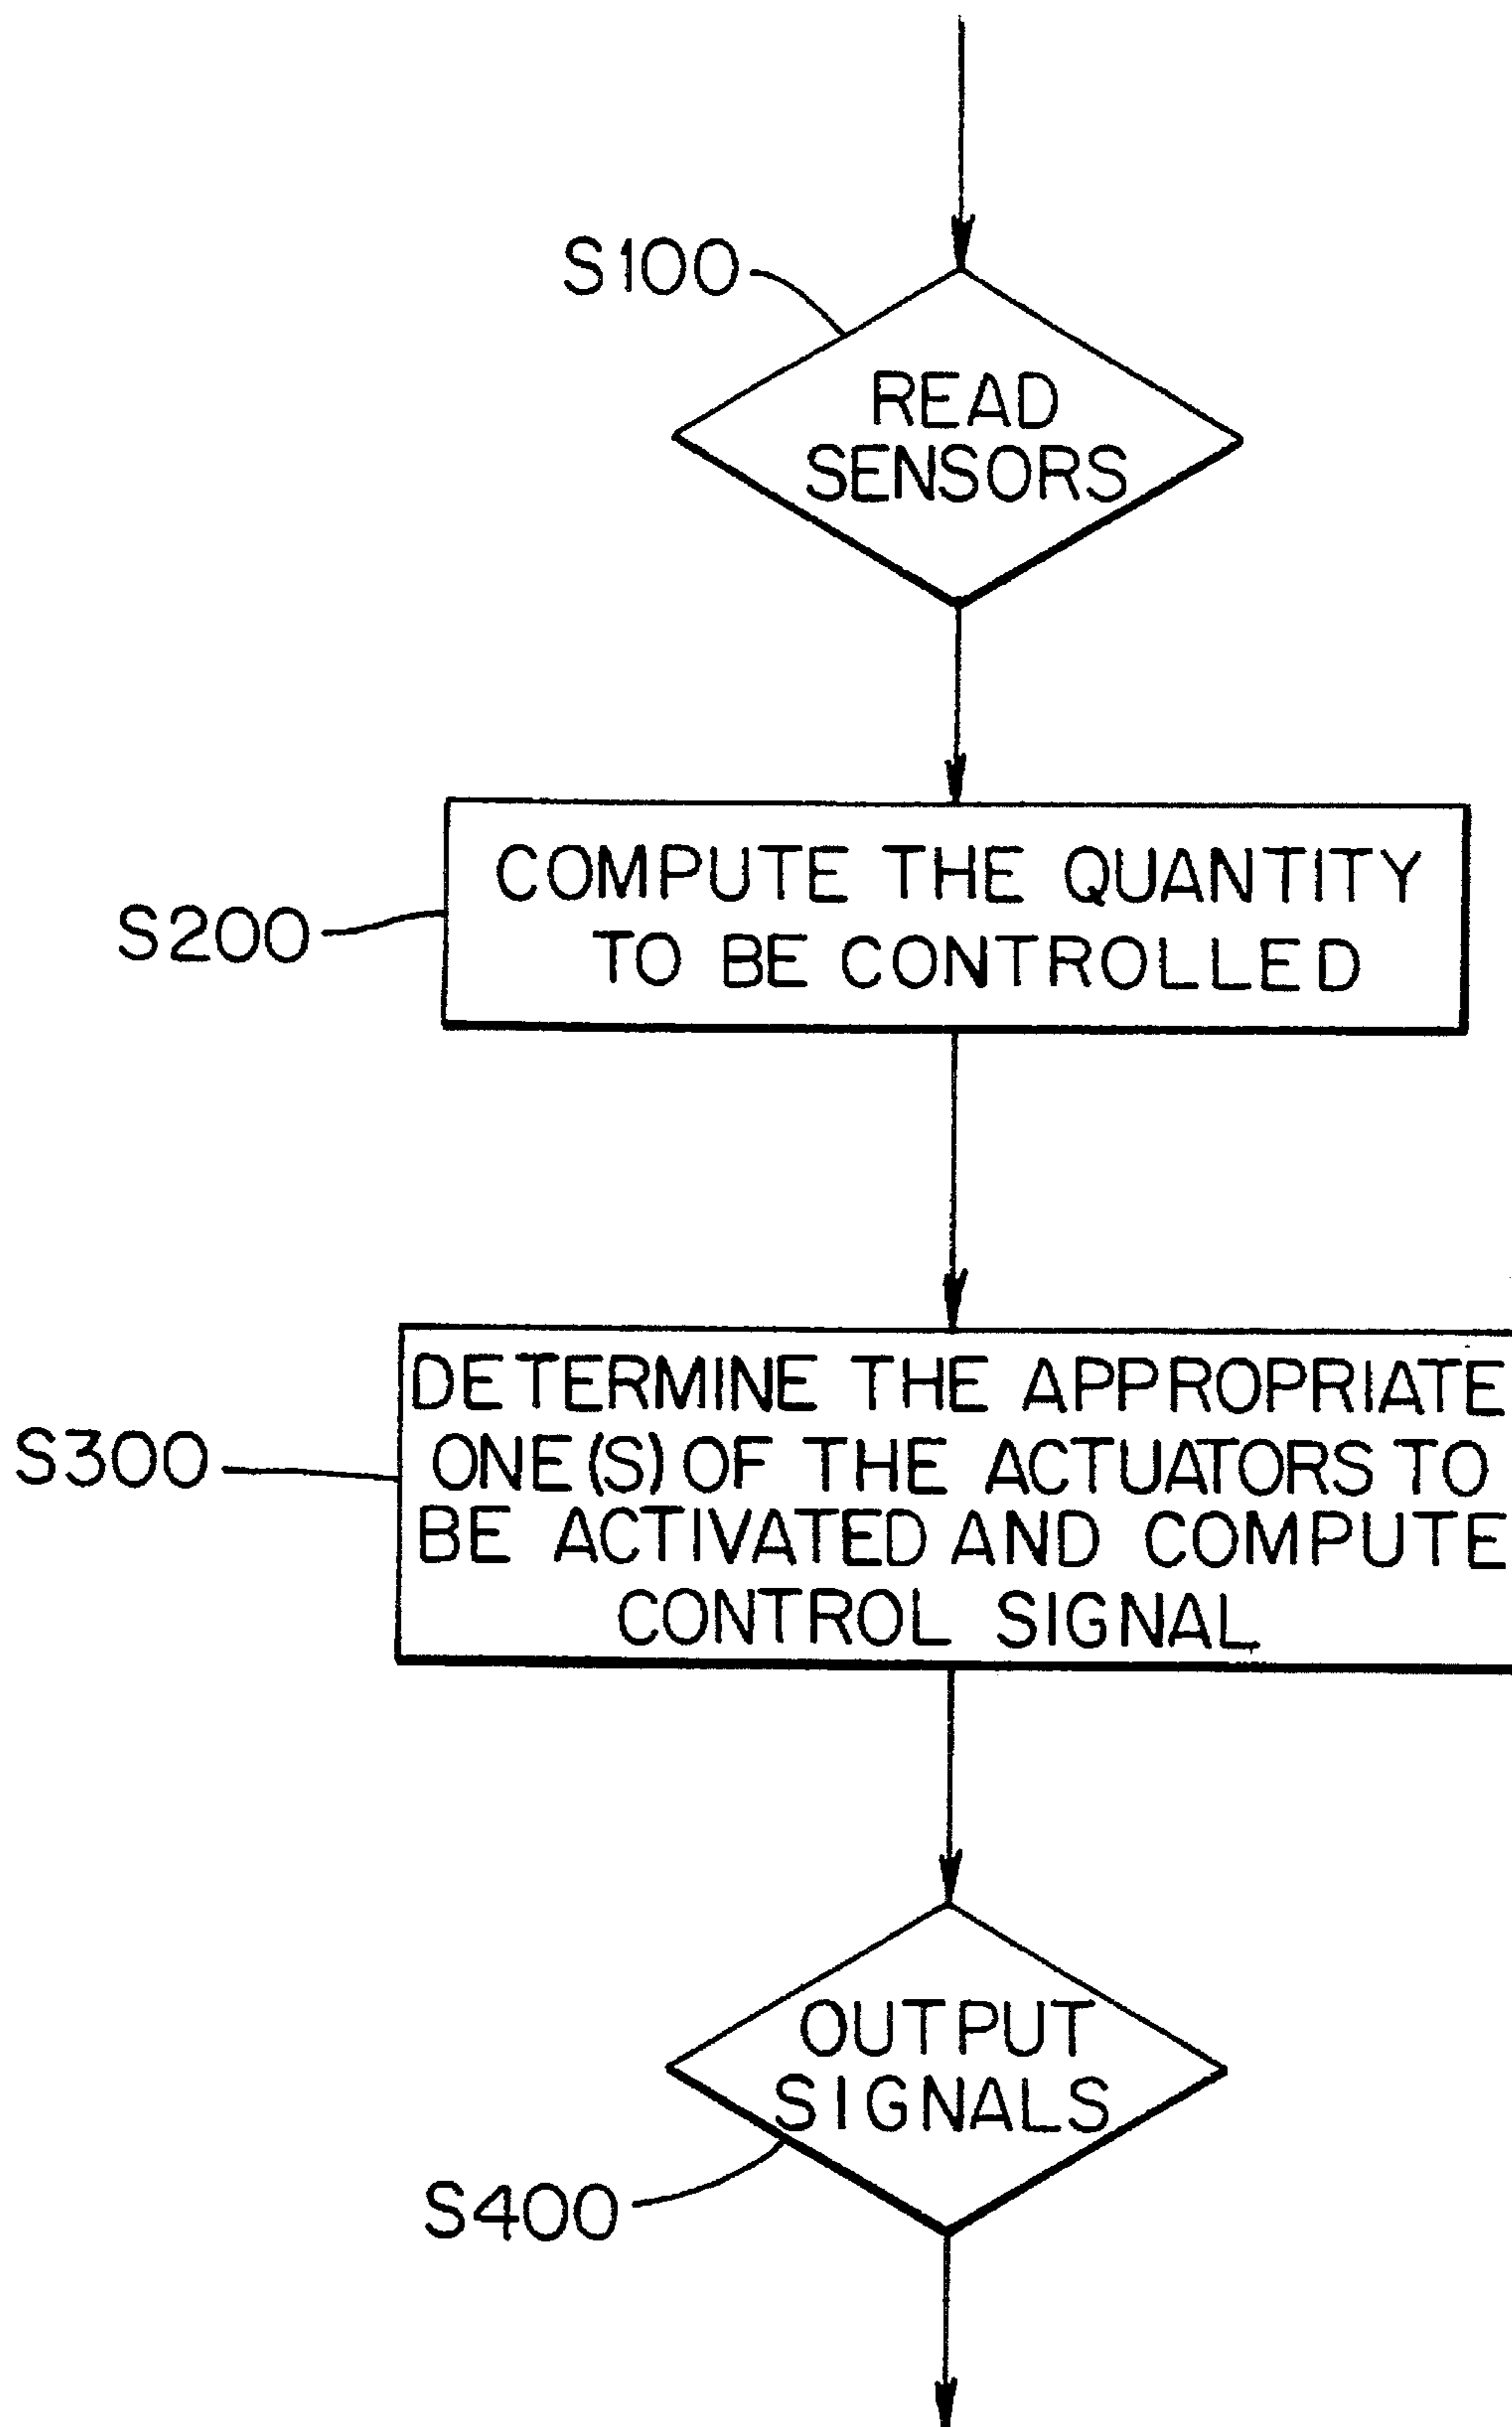 S100
READ
SENSORS
COMPUTE THE QUANTITY
S200
TO BE CONTROLLED
DETERMINE THE APPROPRIATE
ONE(S) OF THE ACTUATORS TO
S300
BE ACTIVATED AND COMPUTE
CONTROL SIGNAL
OUTPUT
SIGNALS
S400